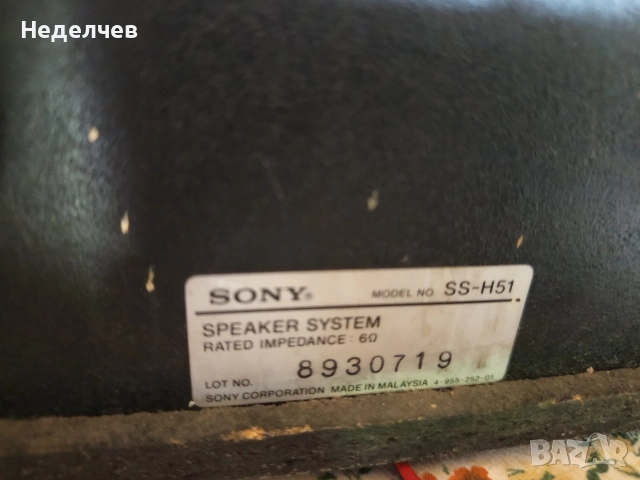 Неделчев
SONY® MODEL NO. SS-H51
SPEAKER SYSTEM
RATED IMPEDANCE: 6Ω
LOT NO. 8930719
SONY CORPORATION MADE IN MALAYSIA 4-955-252-01
BAZAR